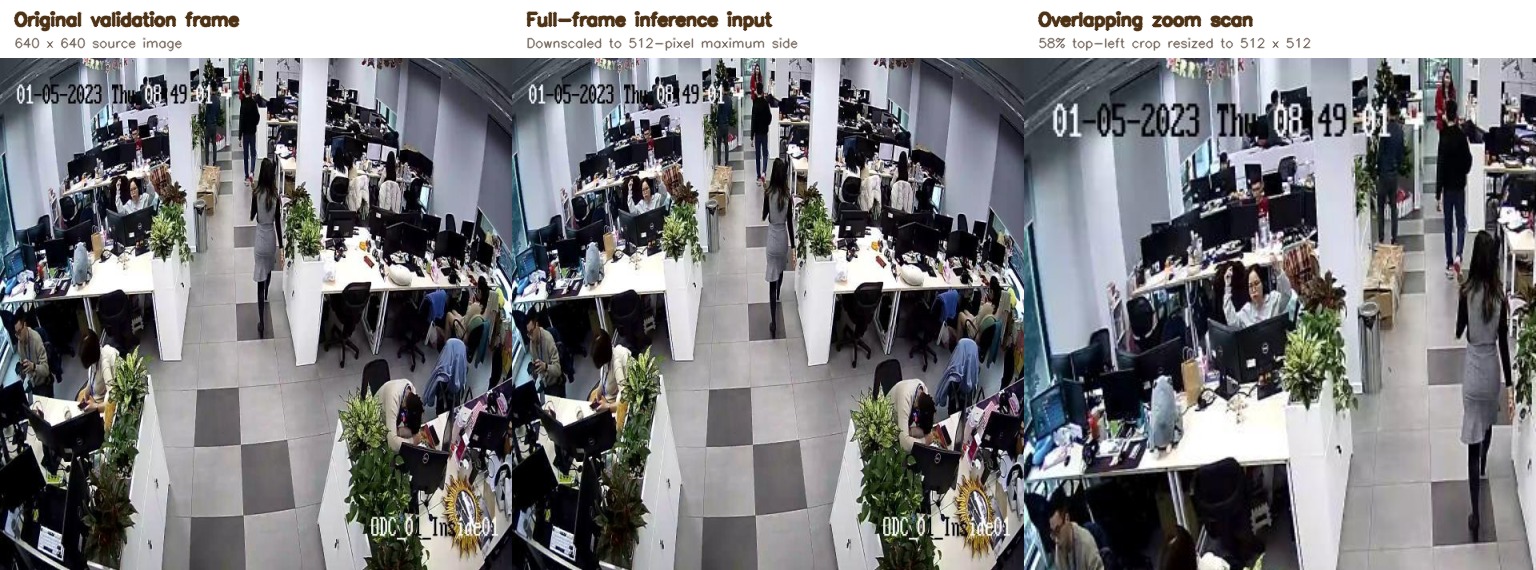 Original validation frame
640 x 640 source image
01-05-2023 Thu 08 49 01
ODC_01_Inside01
Full-frame inference input
Downscaled to 512-pixel maximum side
01-05-2023 Thu 08 49 01
ODC_01_Inside01
Overlapping zoom scan
58% top-left crop resized to 512 x 512
01-05-2023 Thu 08 49 01